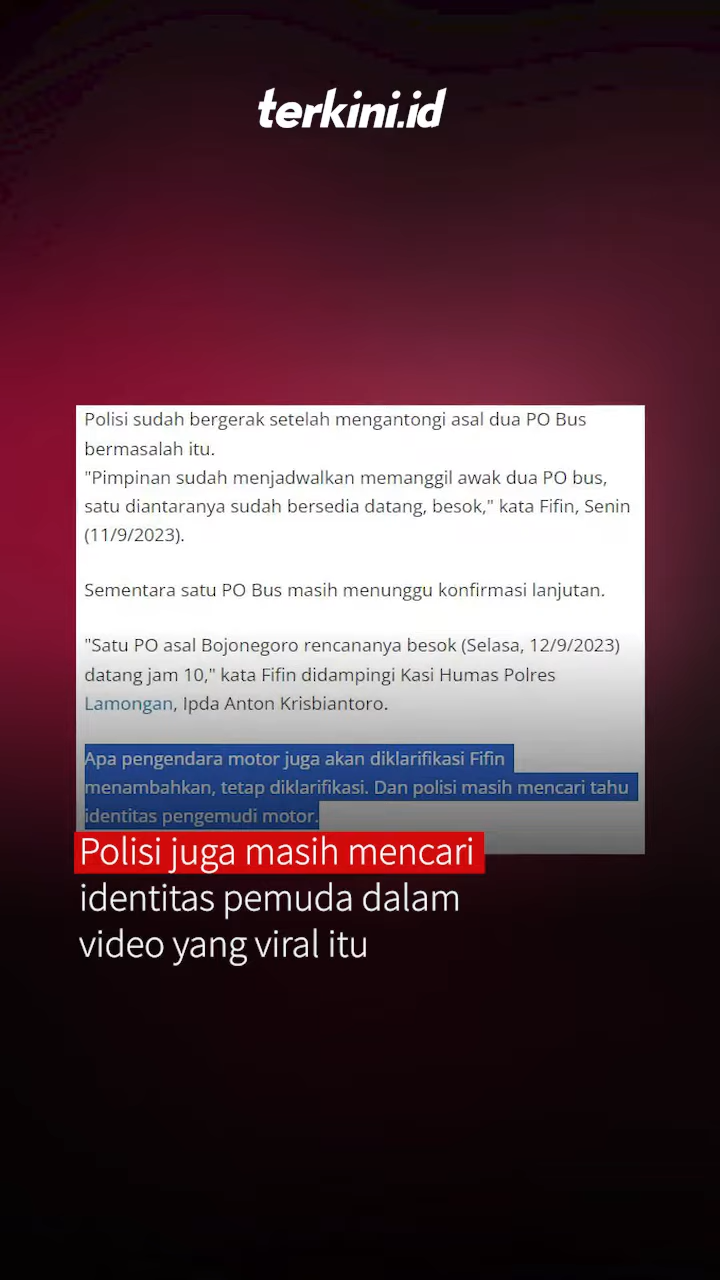 terkini.id
Polisi sudah bergerak setelah mengantongi asal dua PO Bus
bermasalah itu.
"Pimpinan sudah menjadwalkan memanggil awak dua PO bus,
satu diantaranya sudah bersedia datang, besok," kata Fifin, Senin
(11/9/2023).
Sementara satu PO Bus masih menunggu konfirmasi lanjutan.
"Satu PO asal Bojonegoro rencananya besok (Selasa, 12/9/2023)
datang jam 10," kata Fifin didampingi Kasi Humas Polres
Lamongan, Ipda Anton Krisbiantoro.
Apa pengendara motor juga akan diklarifikasi Fifin
menambahkan, tetap diklarifikasi. Dan polisi masih mencari tahu
identitas pengemudi motor.
Polisi juga masih mencari
identitas pemuda dalam
video yang viral itu